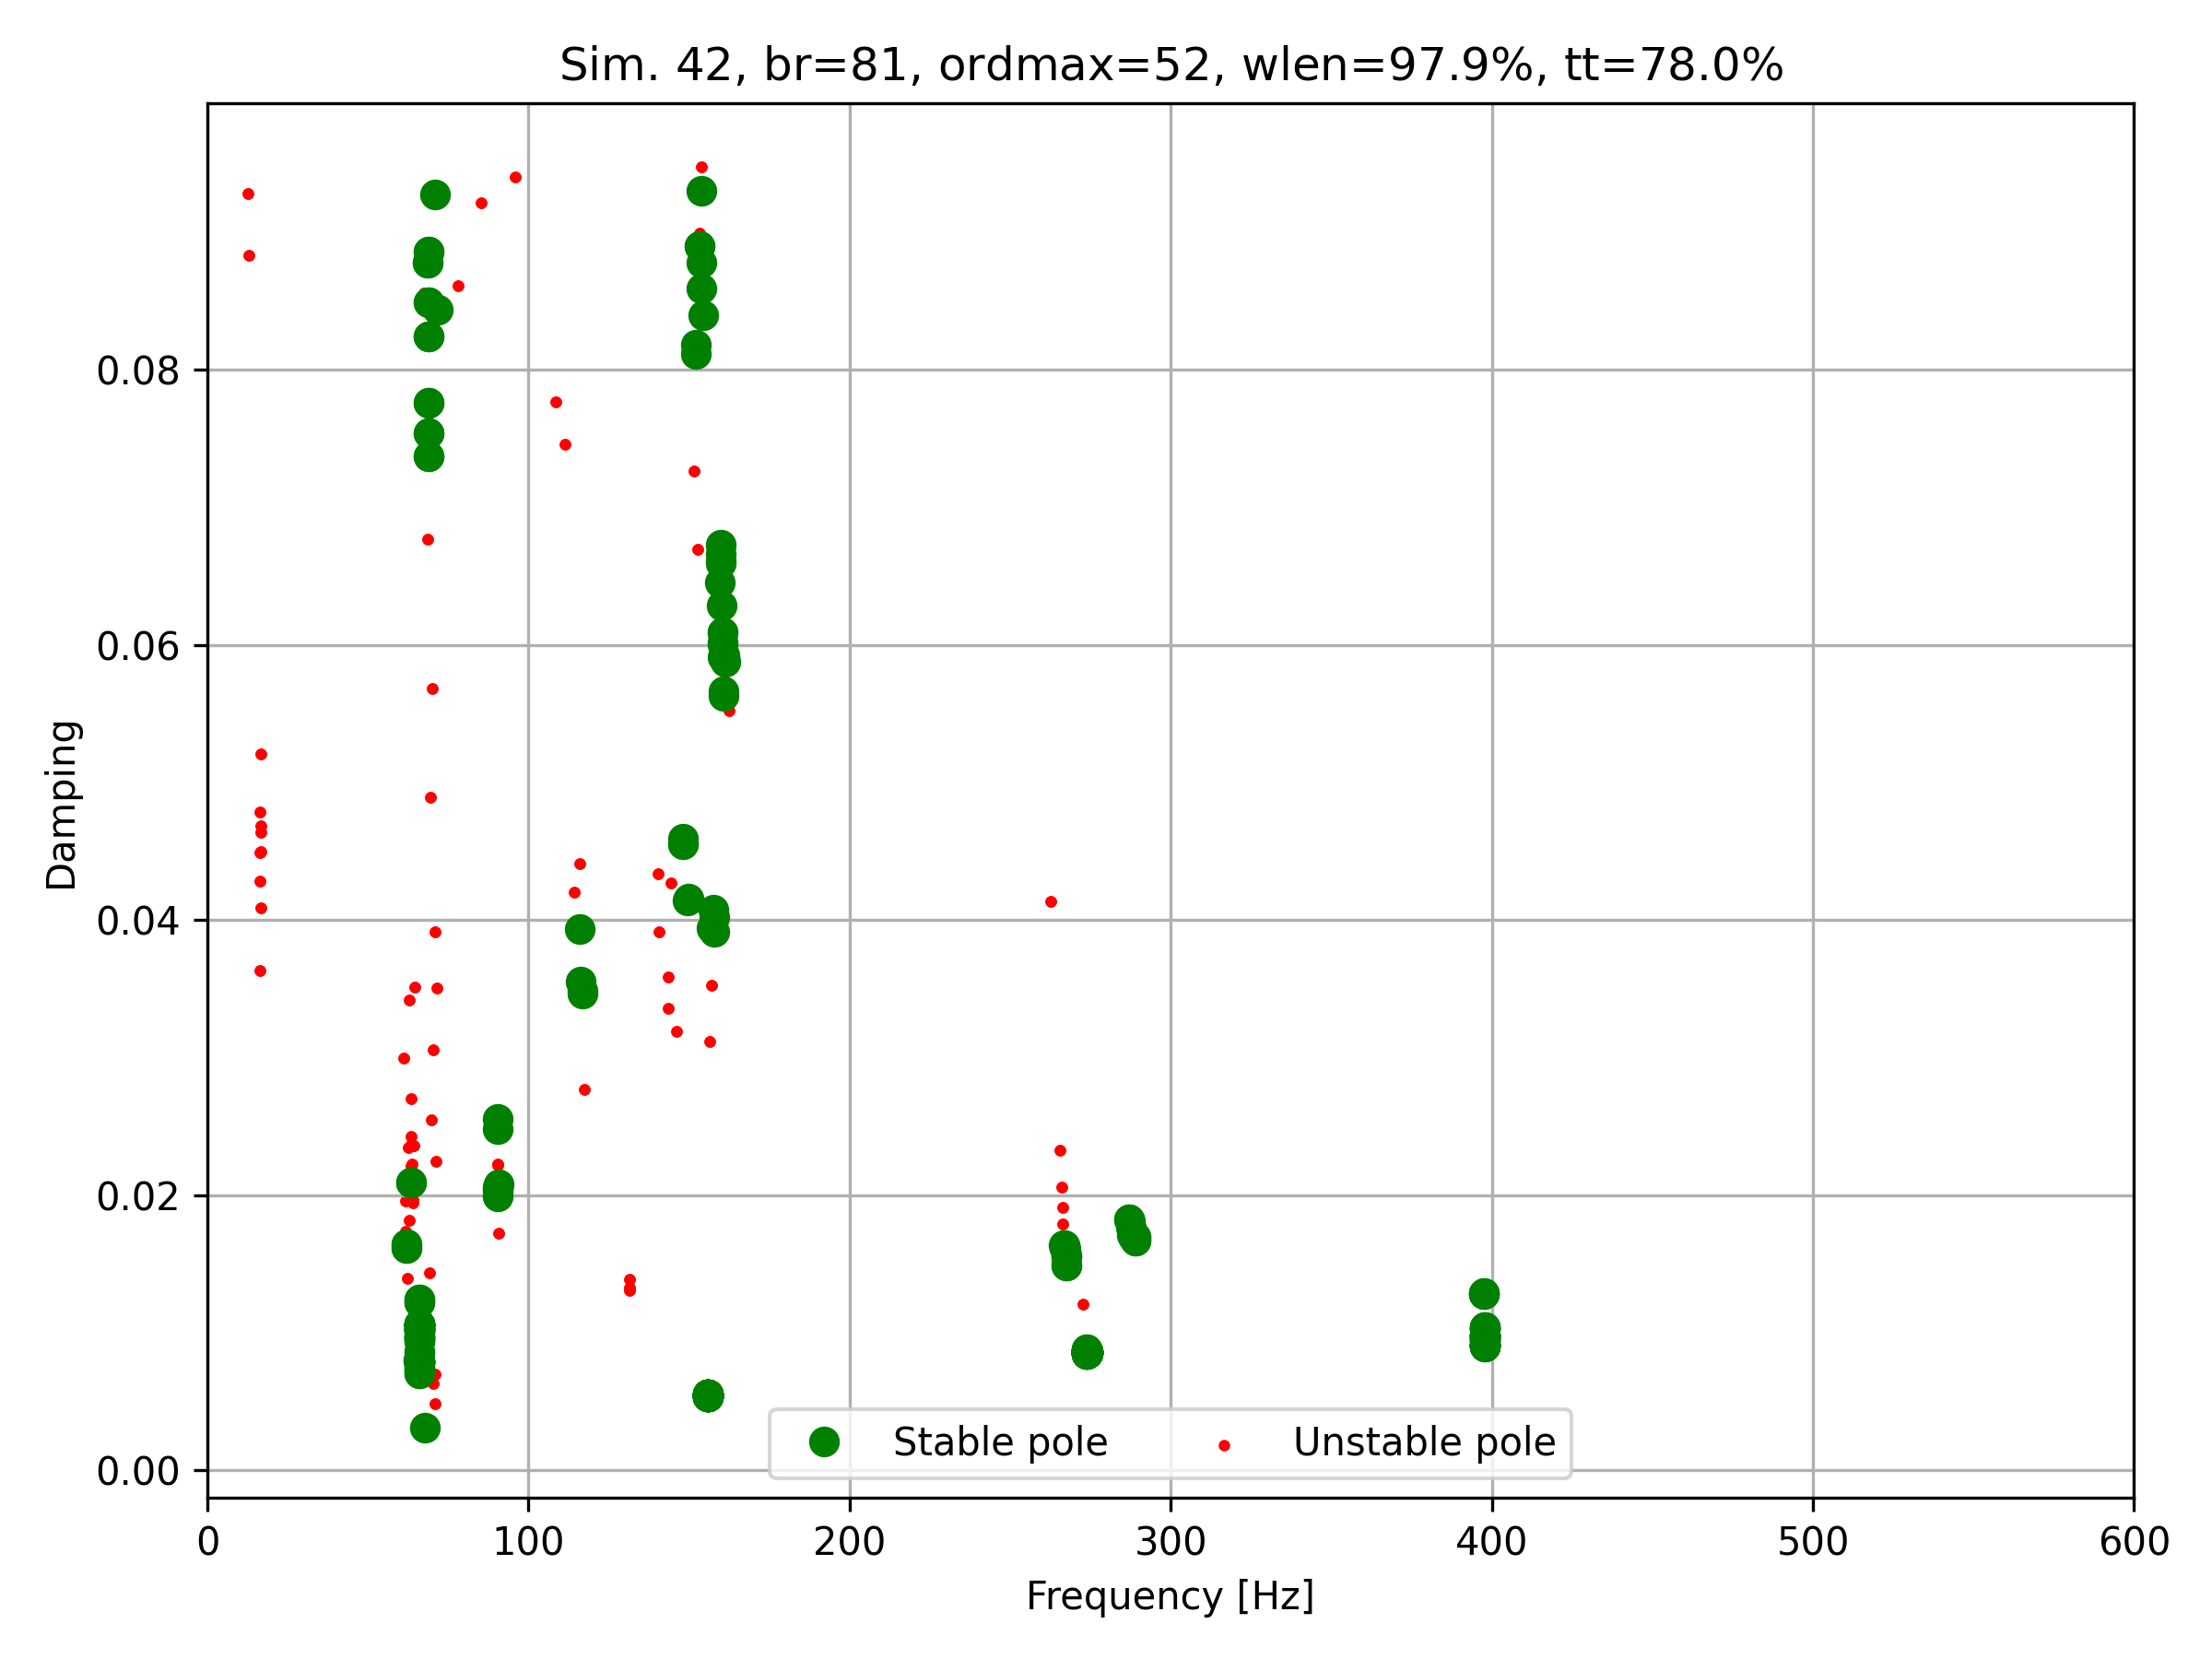 Sim. 42, br=81, ordmax=52, wlen=97.9%, tt=78.0%
Damping
0.08
0.06
0.04
0.02
0.00
Stable pole
Unstable pole
0 100 200 300 400 500 600
Frequency [Hz]